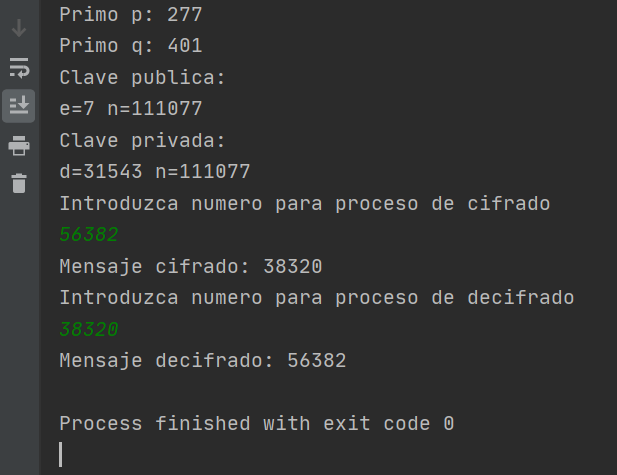 Primo p: 277
Primo q: 401
Clave publica:
e=7 n=111077
Clave privada:
d=31543 n=111077
Introduzca numero para proceso de cifrado
56382
Mensaje cifrado: 38320
Introduzca numero para proceso de decifrado
38320
Mensaje decifrado: 56382
Process finished with exit code 0